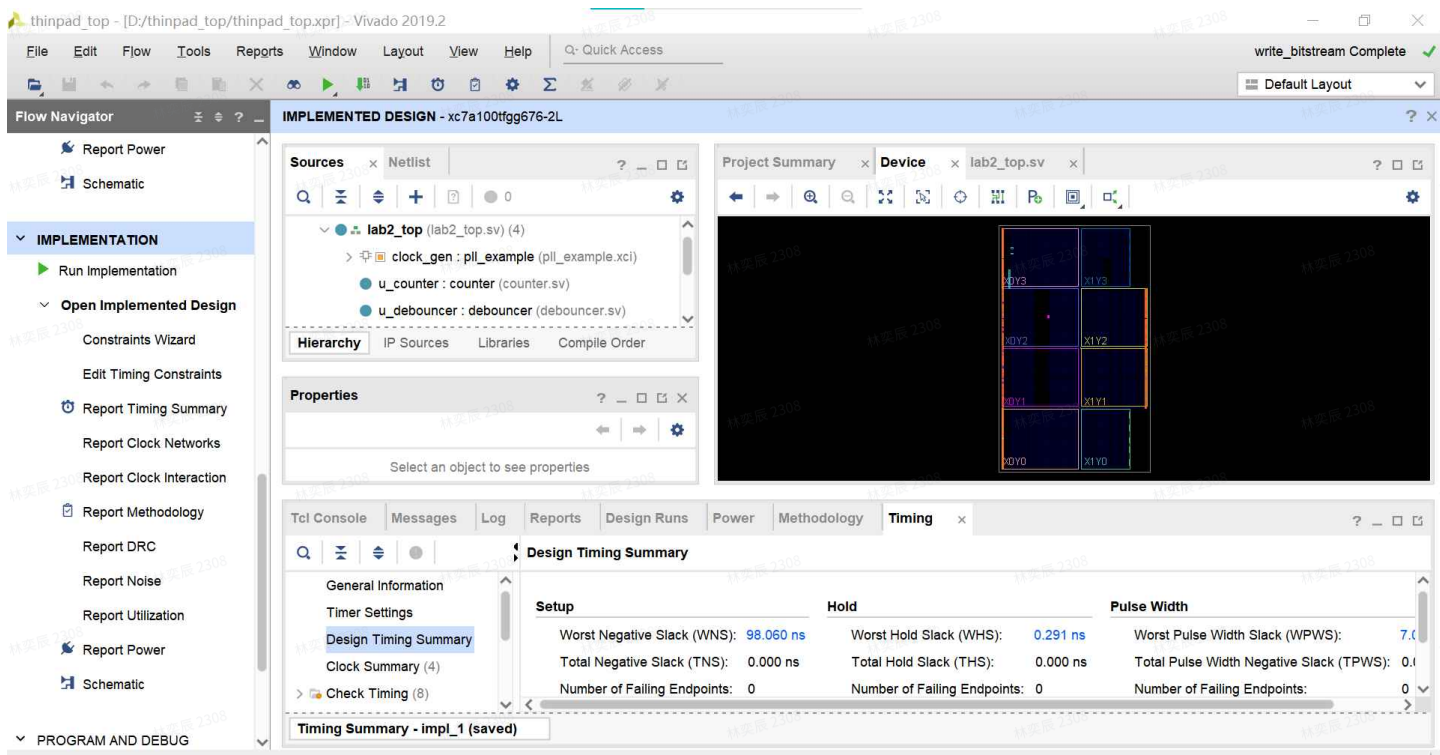 thinpad_top - [D:/thinpad_top/thinpad_top.xpr] - Vivado 2019.2
File Edit Flow Tools Reports Window Layout View Help Quick Access write_bitstream Complete
Default Layout
Flow Navigator
Report Power
Schematic
IMPLEMENTATION
Run Implementation
Open Implemented Design
Constraints Wizard
Edit Timing Constraints
Report Timing Summary
Report Clock Networks
Report Clock Interaction
Report Methodology
Report DRC
Report Noise
Report Utilization
Report Power
Schematic
PROGRAM AND DEBUG
IMPLEMENTED DESIGN - xc7a100tfgg676-2L
Sources Netlist
0
lab2_top (lab2_top.sv) (4)
clock_gen : pll_example (pll_example.xci)
u_counter : counter (counter.sv)
u_debouncer : debouncer (debouncer.sv)
Hierarchy IP Sources Libraries Compile Order
Properties
Select an object to see properties
Project Summary Device lab2_top.sv
X0Y3 X1Y3
X0Y2 X1Y2
X0Y1 X1Y1
X0Y0 X1Y0
Tcl Console Messages Log Reports Design Runs Power Methodology Timing
Design Timing Summary
General Information
Timer Settings
Design Timing Summary
Clock Summary (4)
Check Timing (8)
Setup Hold Pulse Width
Worst Negative Slack (WNS): 98.060 ns Worst Hold Slack (WHS): 0.291 ns Worst Pulse Width Slack (WPWS): 7.0
Total Negative Slack (TNS): 0.000 ns Total Hold Slack (THS): 0.000 ns Total Pulse Width Negative Slack (TPWS): 0.0
Number of Failing Endpoints: 0 Number of Failing Endpoints: 0 Number of Failing Endpoints: 0
Timing Summary - impl_1 (saved)
林奕辰 2308